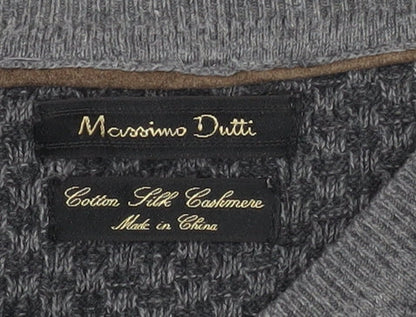 Massimo Dutti
Cotton Silk Cashmere
Made in China